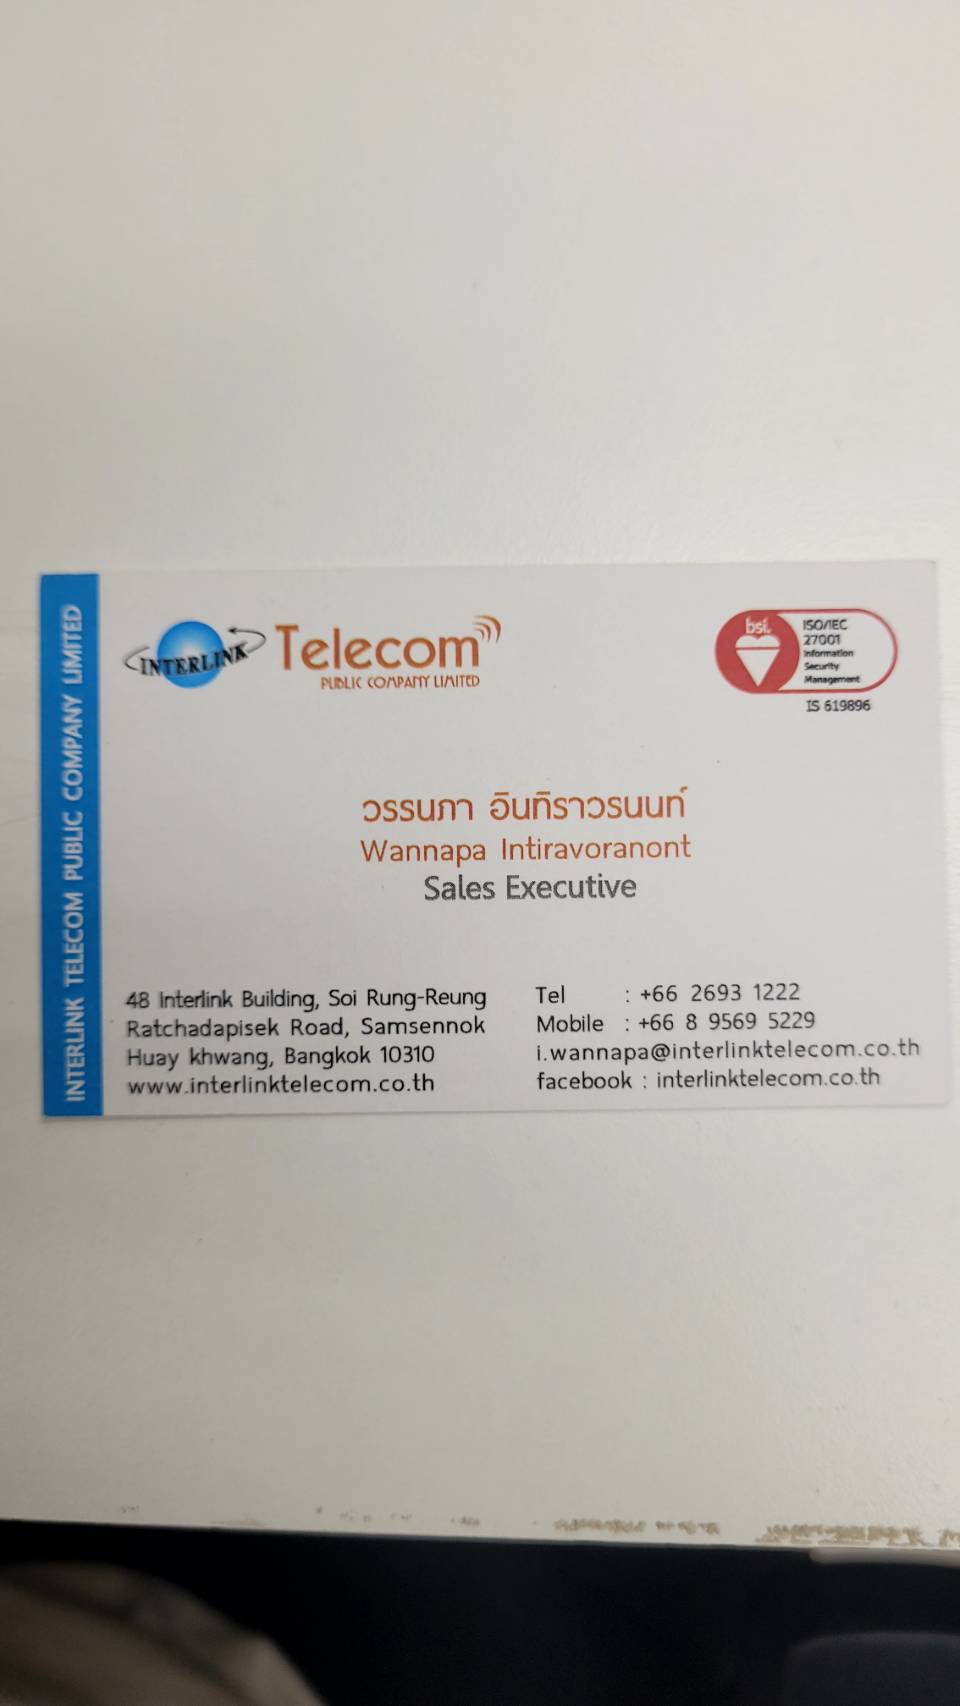 INTERLINK TELECOM PUBLIC COMPANY LIMITED
INTERLINK Telecom
PUBLIC COMPANY LIMITED
bsi.
ISO/IEC
27001
Information
Security
Management
IS 619896
วรรนภา อินทิราวรนนท์
Wannapa Intiravoranont
Sales Executive
48 Interlink Building, Soi Rung-Reung
Ratchadapisek Road, Samsennok
Huay khwang, Bangkok 10310
www.interlinktelecom.co.th
Tel : +66 2693 1222
Mobile : +66 8 9569 5229
i.wannapa@interlinktelecom.co.th
facebook : interlinktelecom.co.th